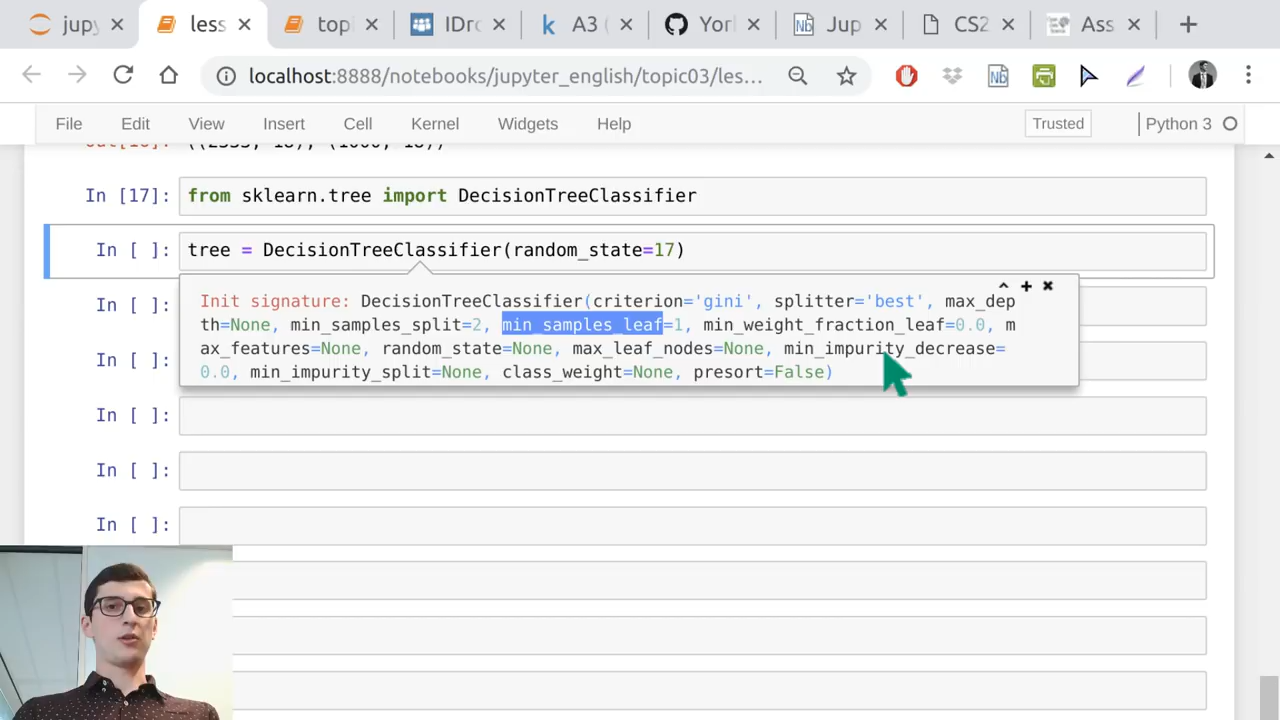 jupy less top IDro A3 ( Yor Jup CS2 Ass
localhost:8888/notebooks/jupyter_english/topic03/les...
File Edit View Insert Cell Kernel Widgets Help Trusted Python 3
In [17]: from sklearn.tree import DecisionTreeClassifier
In [ ]: tree = DecisionTreeClassifier(random_state=17)
Init signature: DecisionTreeClassifier(criterion='gini', splitter='best', max_dep
In [ ]:
th=None, min_samples_split=2, min_samples_leaf=1, min_weight_fraction_leaf=0.0, m
ax_features=None, random_state=None, max_leaf_nodes=None, min_impurity_decrease=
In [ ]:
0.0, min_impurity_split=None, class_weight=None, presort=False)
In [ ]:
In [ ]:
In [ ]: